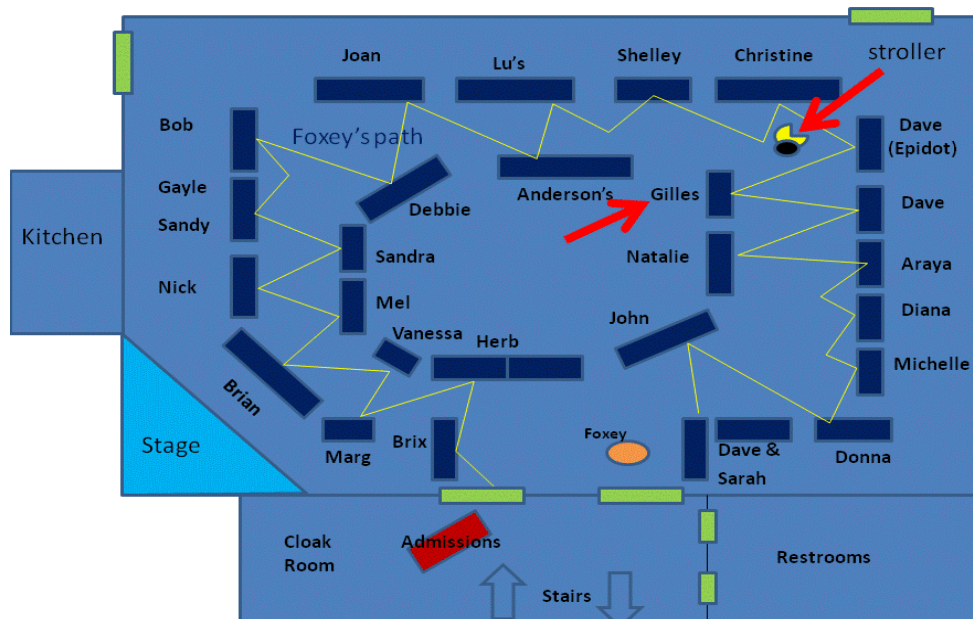 Joan
Lu's
Shelley
Christine
stroller
Bob
Foxey's path
Dave
(Epidot)
Gayle
Sandy
Debbie
Anderson's
Gilles
Dave
Kitchen
Sandra
Natalie
Araya
Nick
Mel
Diana
Vanessa
Herb
John
Michelle
Brian
Stage
Marg
Brix
Foxey
Dave &
Sarah
Donna
Cloak
Room
Admissions
Restrooms
Stairs